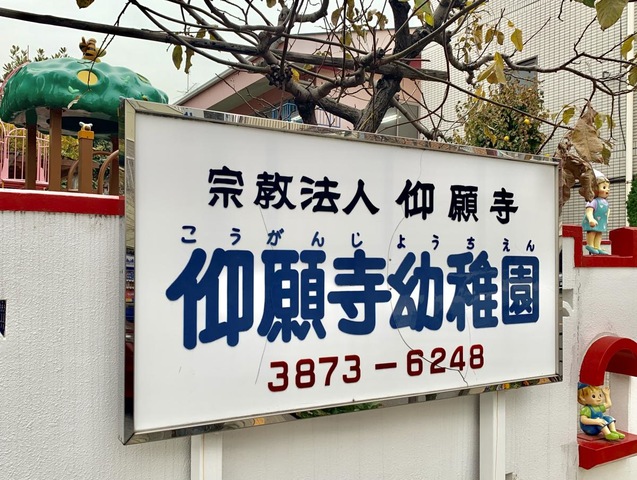 宗教法人 仰願寺
こうがんじようちえん
仰願寺幼稚園
3873-6248